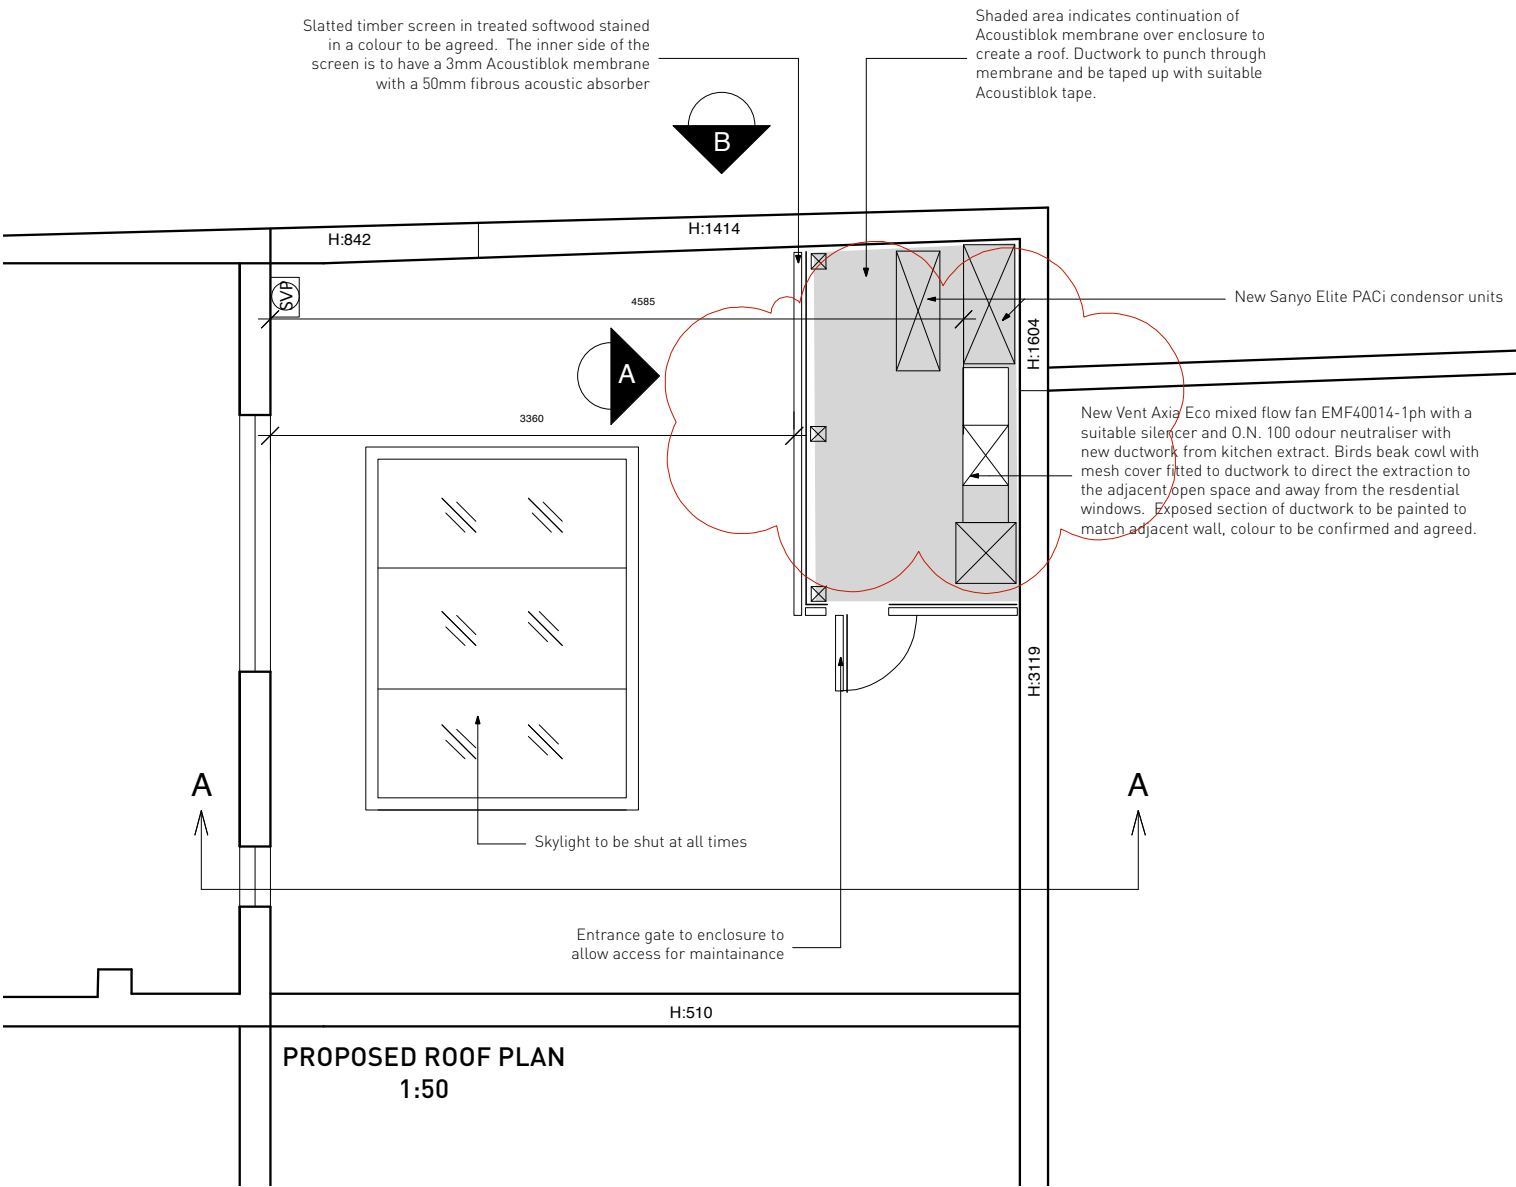 Slatted timber screen in treated softwood stained
in a colour to be agreed. The inner side of the
screen is to have a 3mm Acoustiblok membrane
with a 50mm fibrous acoustic absorber
Shaded area indicates continuation of
Acoustiblok membrane over enclosure to
create a roof. Ductwork to punch through
membrane and be taped up with suitable
Acoustiblok tape.
B
H:842
H:1414
SVP
4585
New Sanyo Elite PACi condensor units
H:1604
A
3360
New Vent Axia Eco mixed flow fan EMF40014-1ph with a
suitable silencer and O.N. 100 odour neutraliser with
new ductwork from kitchen extract. Birds beak cowl with
mesh cover fitted to ductwork to direct the extraction to
the adjacent open space and away from the resdential
windows. Exposed section of ductwork to be painted to
match adjacent wall, colour to be confirmed and agreed.
H:3119
A
A
Skylight to be shut at all times
Entrance gate to enclosure to
allow access for maintainance
H:510
PROPOSED ROOF PLAN
1:50